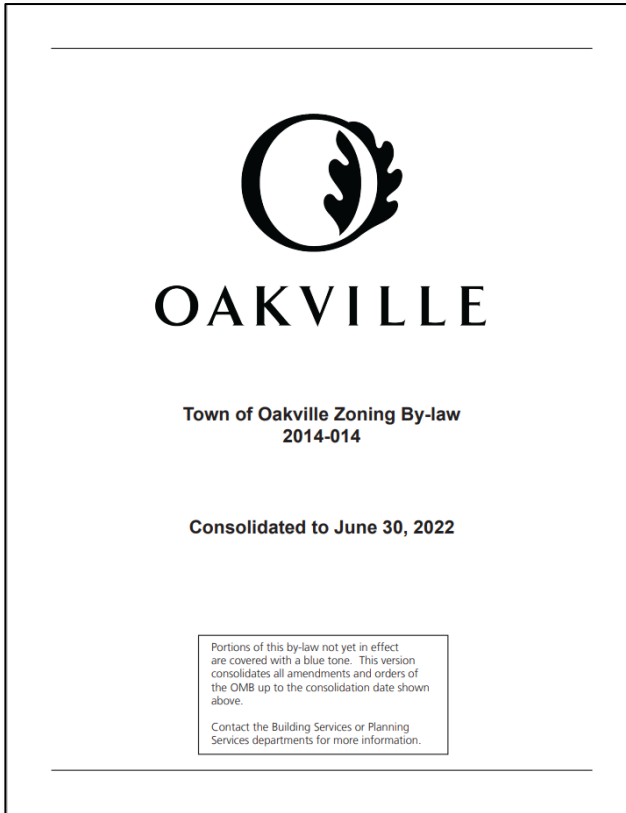 OAKVILLE
Town of Oakville Zoning By-law
2014-014
Consolidated to June 30, 2022
Portions of this by-law not yet in effect
are covered with a blue tone. This version
consolidates all amendments and orders of
the OMB up to the consolidation date shown
above.
Contact the Building Services or Planning
Services departments for more information.